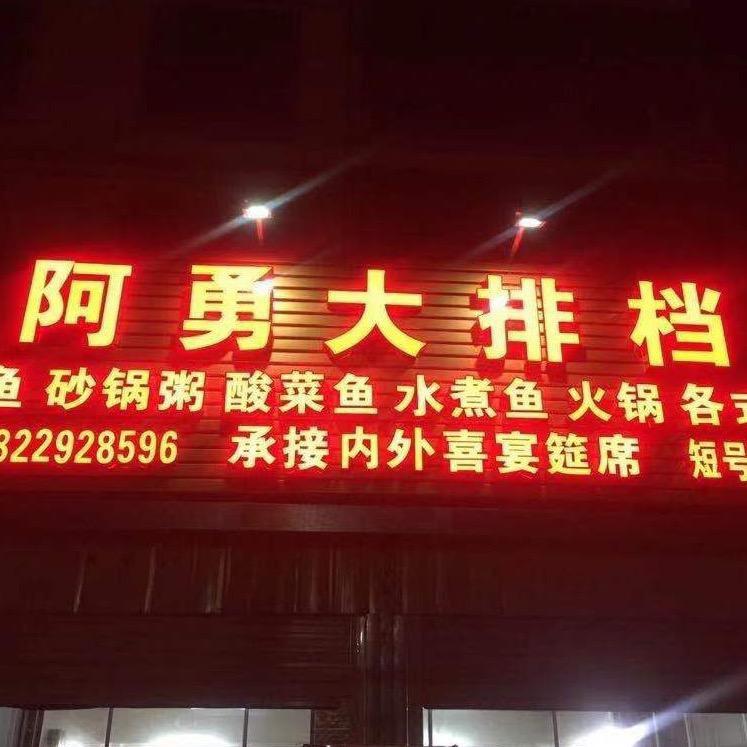 阿勇大排档
鱼 砂锅粥 酸菜鱼 水煮鱼 火锅 各式
822928596 承接内外喜宴筵席 短号